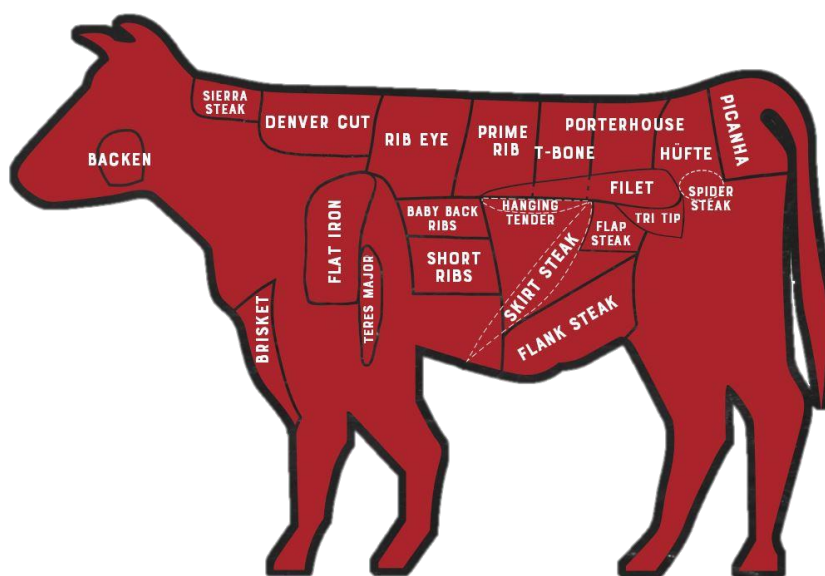 SIERRA
STEAK
DENVER CUT
RIB EYE
PRIME
RIB
T-BONE
PORTERHOUSE
HÜFTE
PICANHA
BACKEN
FLAT IRON
TERES MAJOR
BRISKET
BABY BACK
RIBS
SHORT
RIBS
HANGING
TENDER
FILET
SPIDER
STEAK
TRI TIP
FLAP
STEAK
SKIRT STEAK
FLANK STEAK